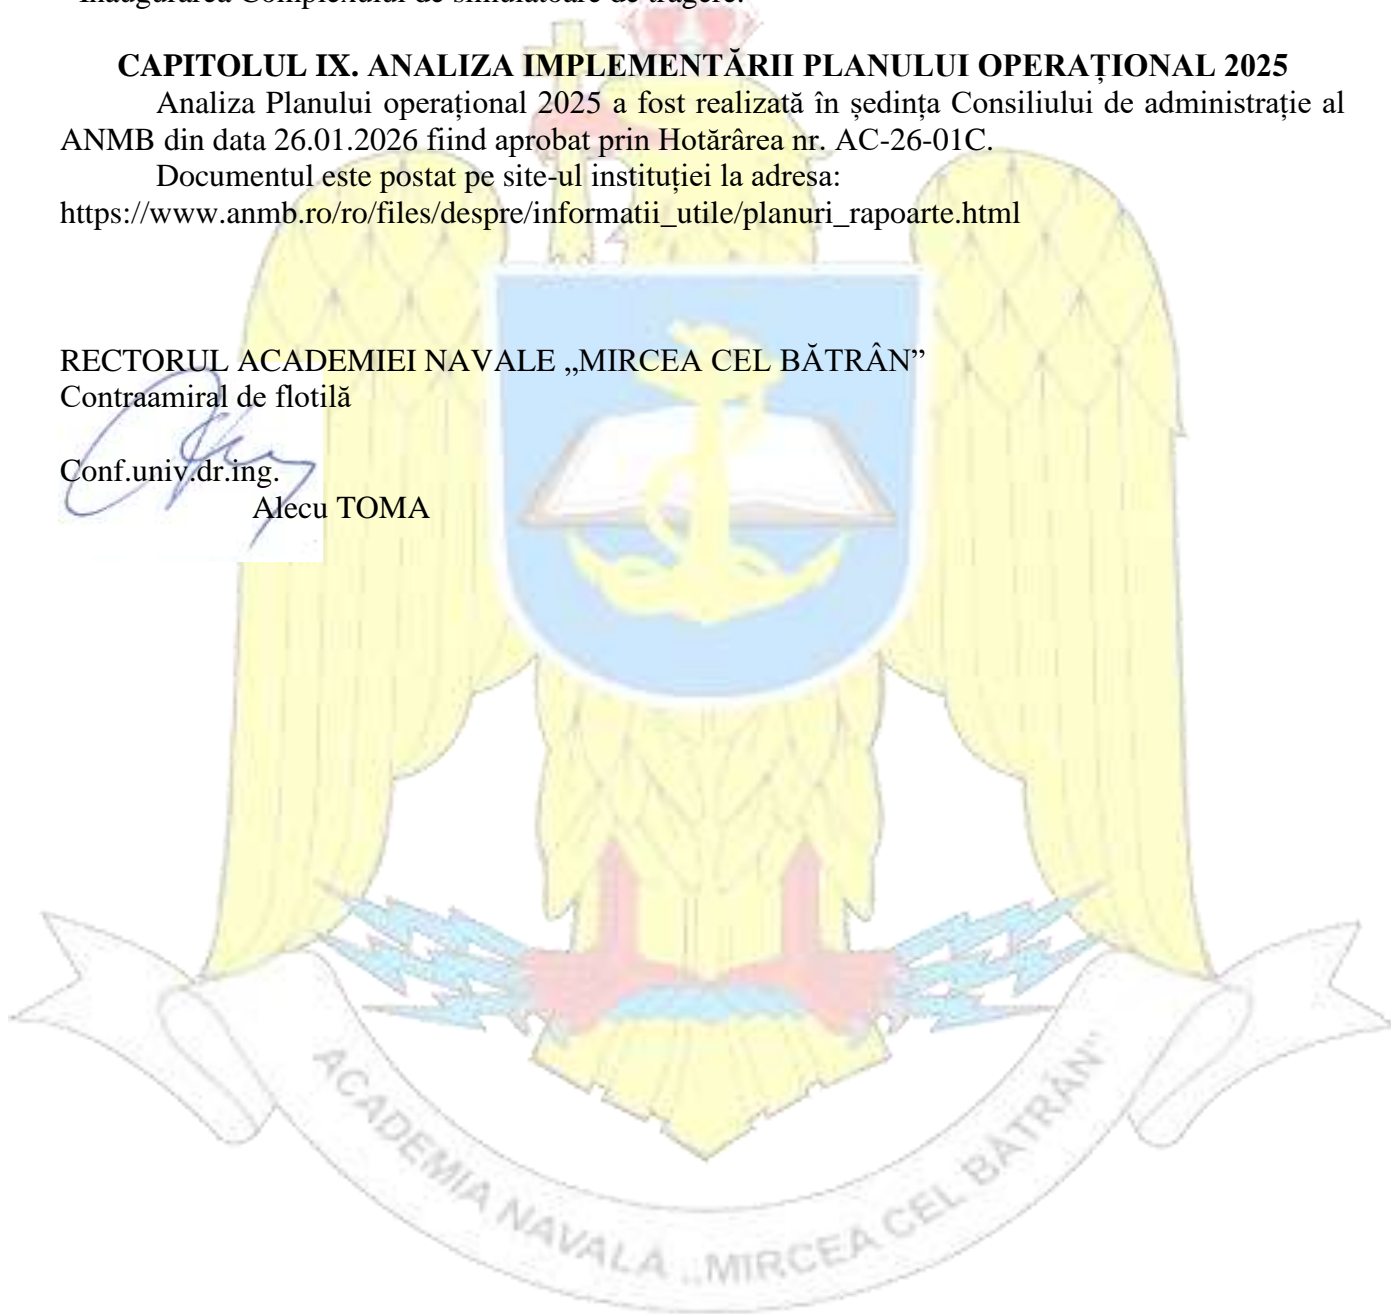 Inaugurarea Complexului de simulatoare de tragere.
CAPITOLUL IX. ANALIZA IMPLEMENTĂRII PLANULUI OPERAȚIONAL 2025
Analiza Planului operațional 2025 a fost realizată în ședința Consiliului de administrație al
ANMB din data 26.01.2026 fiind aprobat prin Hotărârea nr. AC-26-01C.
Documentul este postat pe site-ul instituției la adresa:
https://www.anmb.ro/ro/files/despre/informatii_utile/planuri_rapoarte.html
RECTORUL ACADEMIEI NAVALE „MIRCEA CEL BĂTRÂN”
Contraamiral de flotilă
Conf.univ.dr.ing.
Alecu TOMA
ACADEMIA NAVALĂ „MIRCEA CEL BĂTRÂN”